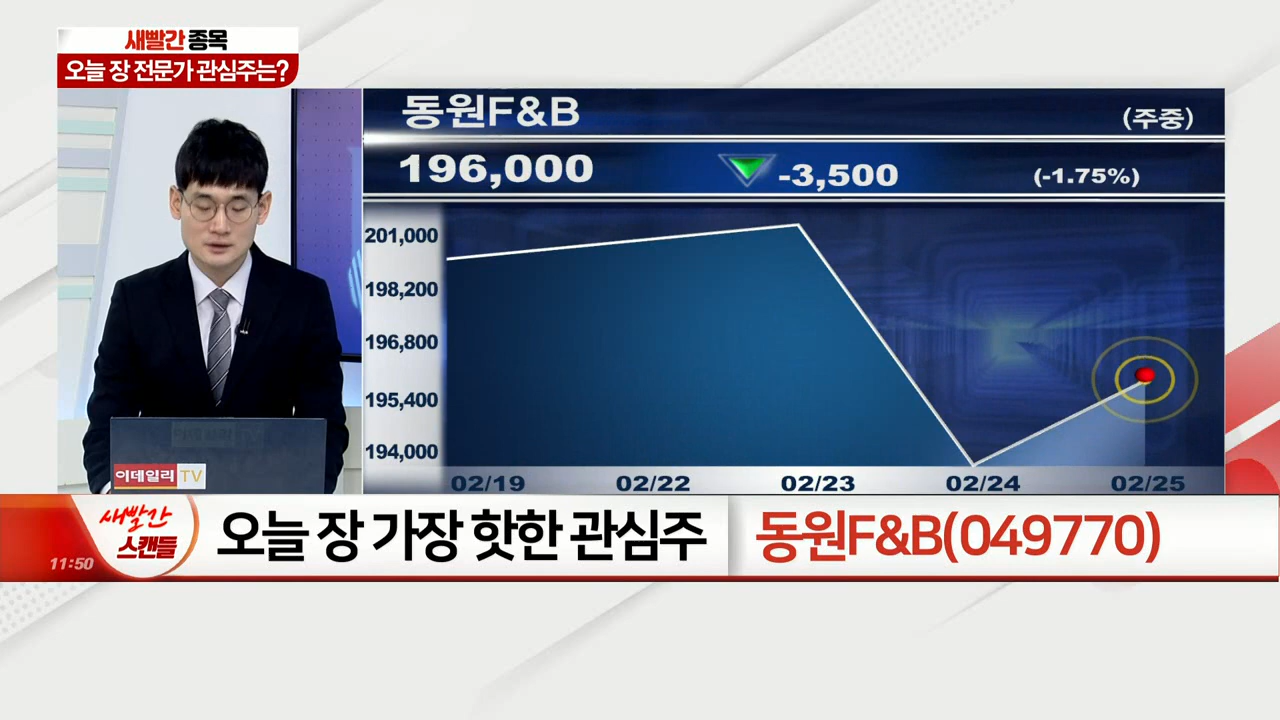 새빨간 종목
오늘 장 전문가 관심주는?
동원F&B
(주중)
196,000
-3,500
(-1.75%)
201,000
198,200
196,800
195,400
194,000
02/19
02/22
02/23
02/24
02/25
이데일리 TV
새빨간
스캔들
11:50
오늘 장 가장 핫한 관심주
동원F&B(049770)